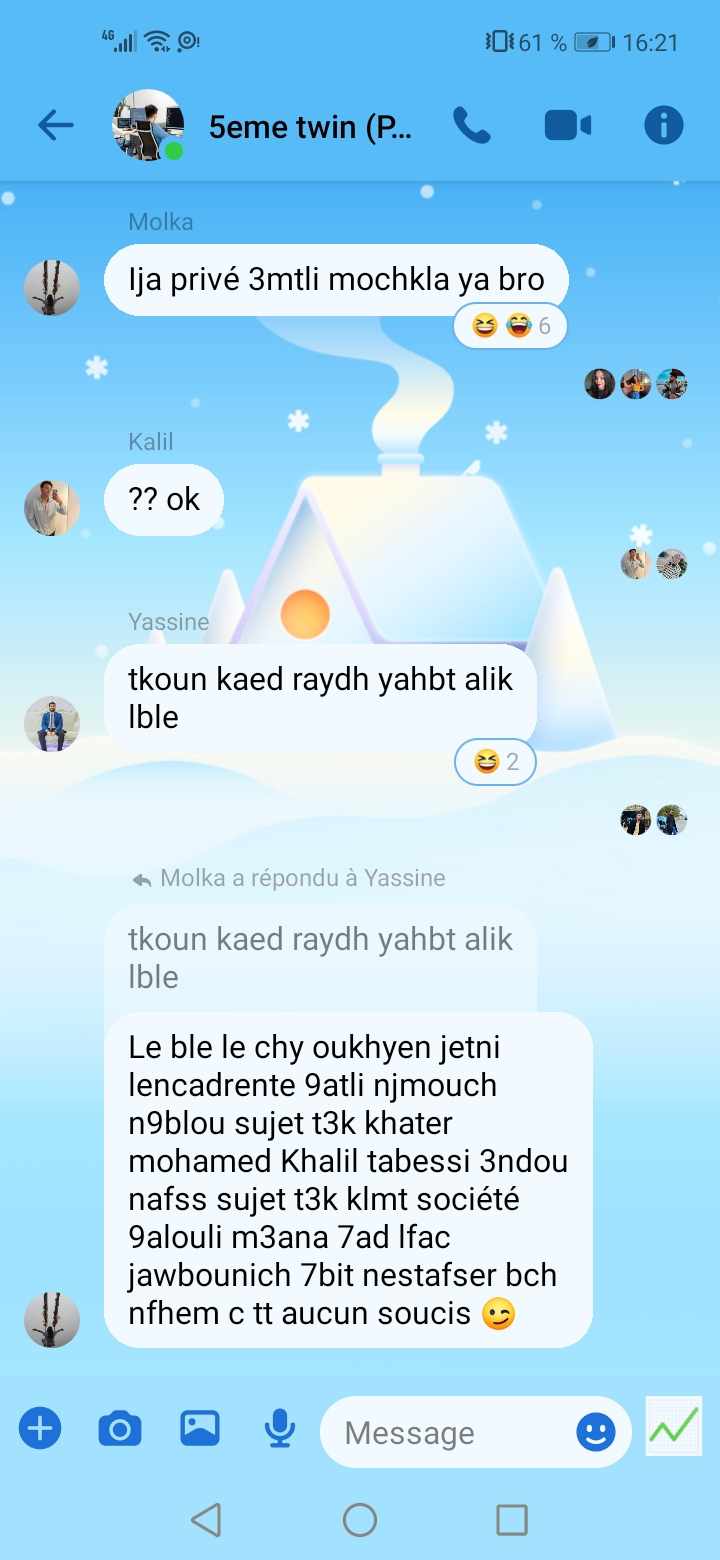 4G 61 % 16:21
5eme twin (P...
Molka
Ija privé 3mtli mochkla ya bro
6
Kalil
?? ok
Yassine
tkoun kaed raydh yahbt alik
lble
2
Molka a répondu à Yassine
tkoun kaed raydh yahbt alik
lble
Le ble le chy oukhyen jetni
lencadrente 9atli njmouch
n9blou sujet t3k khater
mohamed Khalil tabessi 3ndou
nafss sujet t3k klmt société
9alouli m3ana 7ad lfac
jawbounich 7bit nestafser bch
nfhem c tt aucun soucis 😉
Message